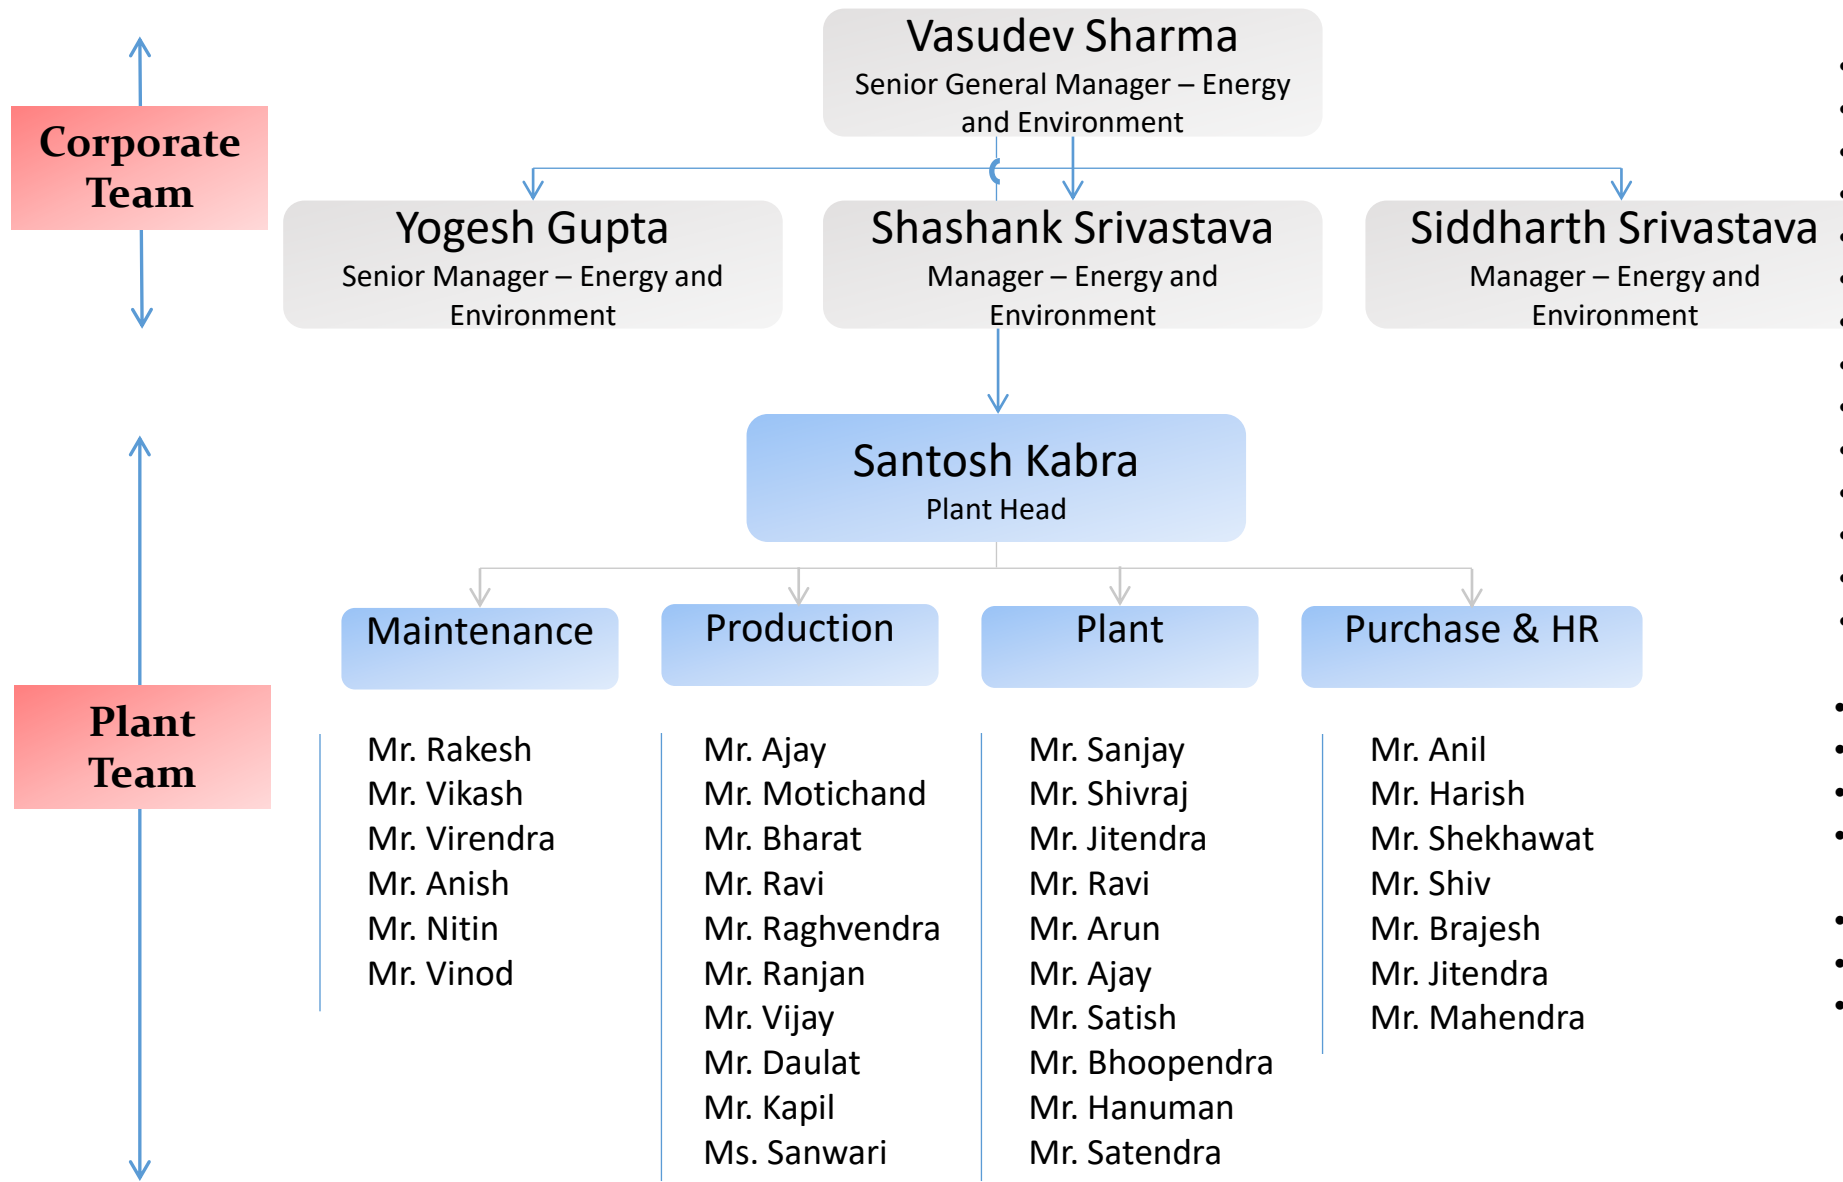 Vasudev Sharma
Senior General Manager – Energy
and Environment
Corporate
Team
Yogesh Gupta
Senior Manager – Energy and
Environment
Shashank Srivastava
Manager – Energy and
Environment
Siddharth Srivastava
Manager – Energy and
Environment
Santosh Kabra
Plant Head
Plant
Team
Maintenance
Mr. Rakesh
Mr. Vikash
Mr. Virendra
Mr. Anish
Mr. Nitin
Mr. Vinod
Production
Mr. Ajay
Mr. Motichand
Mr. Bharat
Mr. Ravi
Mr. Raghvendra
Mr. Ranjan
Mr. Vijay
Mr. Daulat
Mr. Kapil
Ms. Sanwari
Plant
Mr. Sanjay
Mr. Shivraj
Mr. Jitendra
Mr. Ravi
Mr. Arun
Mr. Ajay
Mr. Satish
Mr. Bhoopendra
Mr. Hanuman
Mr. Satendra
Purchase & HR
Mr. Anil
Mr. Harish
Mr. Shekhawat
Mr. Shiv
Mr. Brajesh
Mr. Jitendra
Mr. Mahendra